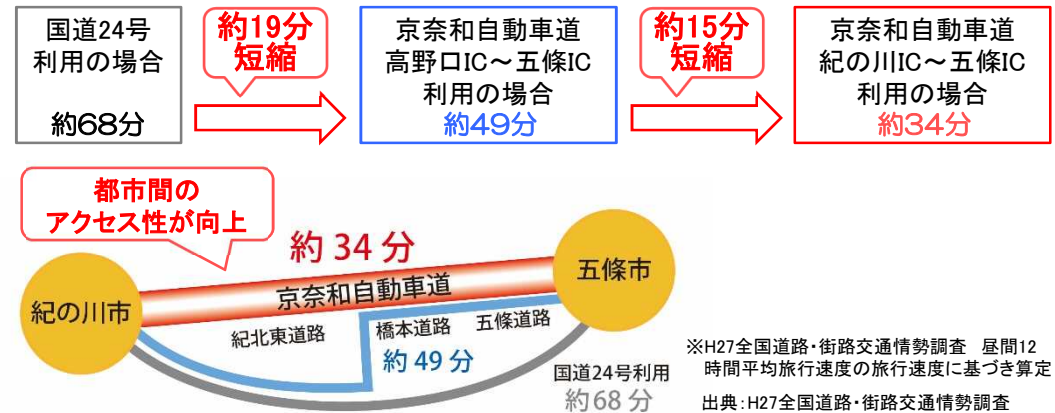 国道24号
利用の場合
約68分
約19分
短縮
京奈和自動車道
高野口IC～五條IC
利用の場合
約49分
約15分
短縮
京奈和自動車道
紀の川IC～五條IC
利用の場合
約34分
都市間の
アクセス性が向上
約 34 分
京奈和自動車道
紀の川市
五條市
紀北東道路
橋本道路
五條道路
約 49 分
国道24号利用
約 68 分
※H27全国道路・街路交通情勢調査　昼間12
時間平均旅行速度の旅行速度に基づき算定
出典：H27全国道路・街路交通情勢調査